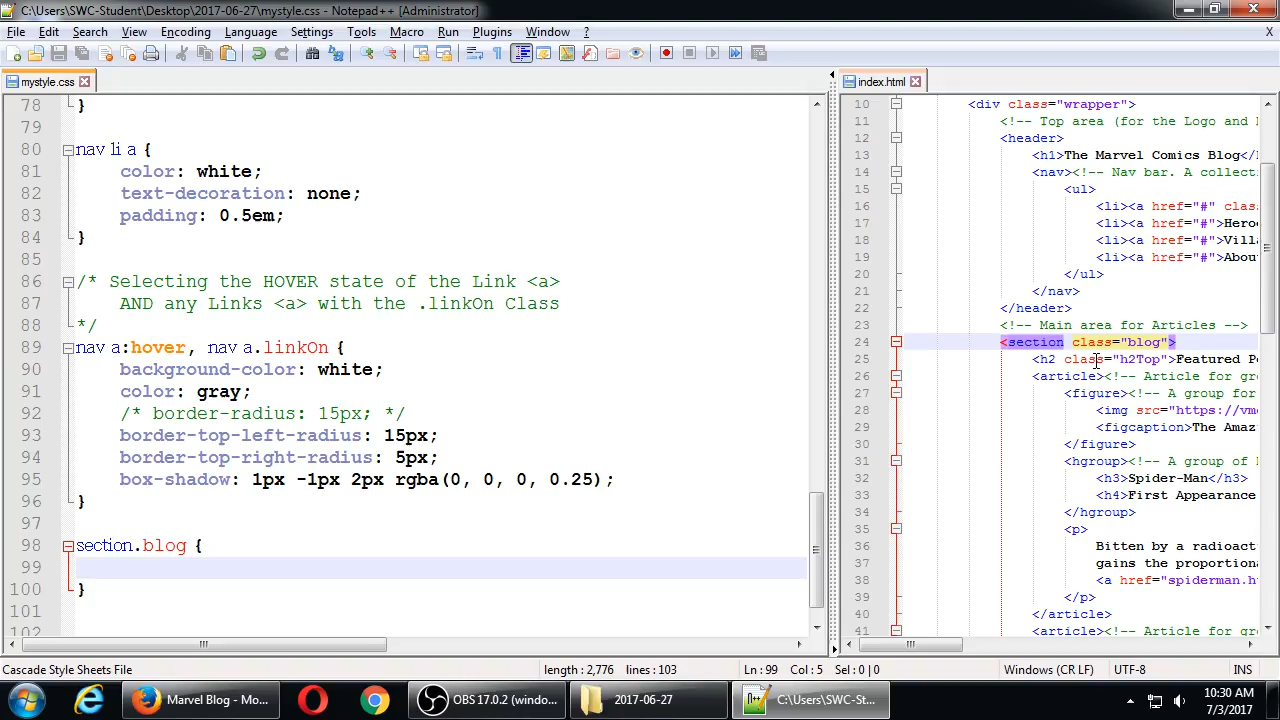 C:\Users\SWC-Student\Desktop\2017-06-27\mystyle.css - Notepad++ [Administrator]
File Edit Search View Encoding Language Settings Tools Macro Run Plugins Window ? X
mystyle.css
78 }
79
80 nav li a {
81 color: white;
82 text-decoration: none;
83 padding: 0.5em;
84 }
85
86 /* Selecting the HOVER state of the Link <a>
87 AND any Links <a> with the .linkOn Class
88 */
89 nav a:hover, nav a.linkOn {
90 background-color: white;
91 color: gray;
92 /* border-radius: 15px; */
93 border-top-left-radius: 15px;
94 border-top-right-radius: 5px;
95 box-shadow: 1px -1px 2px rgba(0, 0, 0, 0.25);
96 }
97
98 section.blog {
99
100 }
101
102
index.html
10 <div class="wrapper">
11 <!-- Top area (for the Logo and
12 <header>
13 <h1>The Marvel Comics Blog</
14 <nav><!-- Nav bar. A collecti
15 <ul>
16 <li><a href="#" clas
17 <li><a href="#">Hero
18 <li><a href="#">Villa
19 <li><a href="#">Abou
20 </ul>
21 </nav>
22 </header>
23 <!-- Main area for Articles -->
24 <section class="blog">
25 <h2 class="h2Top">Featured Po
26 <article><!-- Article for gro
27 <figure><!-- A group for
28 <img src="https://vmo
29 <figcaption>The Amaz
30 </figure>
31 <hgroup><!-- A group of
32 <h3>Spider-Man</h3>
33 <h4>First Appearance
34 </hgroup>
35 <p>
36 Bitten by a radioact
37 gains the proportiona
38 <a href="spiderman.h
39 </p>
40 </article>
41 <article><!-- Article for gro
Cascade Style Sheets File length : 2,776 lines : 103 Ln : 99 Col : 5 Sel : 0 | 0 Windows (CR LF) UTF-8 INS
Marvel Blog - Mozil... OBS 17.0.2 (windo... 2017-06-27 C:\Users\SWC-Stu... 10:30 AM
7/3/2017